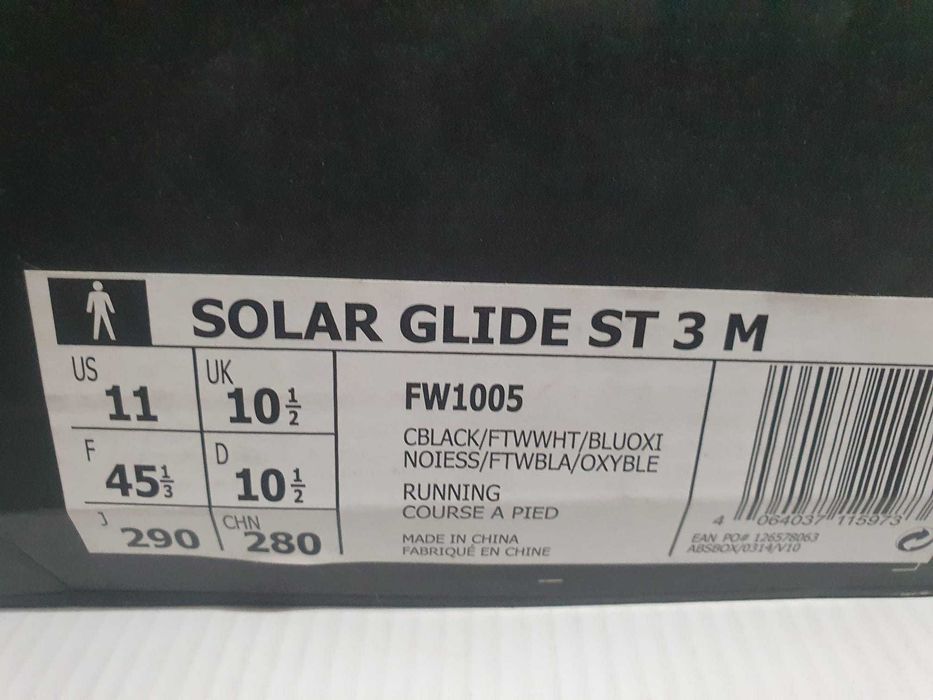 SOLAR GLIDE ST 3 M
US 11
UK 10 1/2
F 45 1/3
D 10 1/2
J 290
CHN 280
FW1005
CBLACK/FTWWHT/BLUOXI
NOIESS/FTWBLA/OXYBLE
RUNNING
COURSE A PIED
MADE IN CHINA
FABRIQUÉ EN CHINE
4 064037 115973
EAN PO# 126578063
ABSBOX/0314/V10